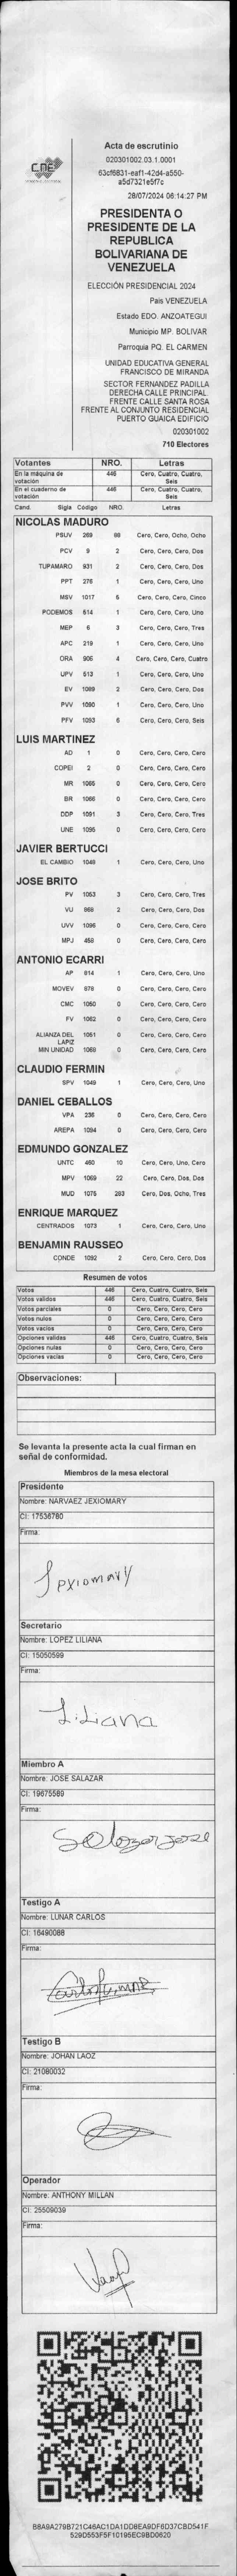 CNE
Acta de escrutinio
020301002.03.1.0001
63cf6831-eaf1-42d4-a550-
a5d7321e5f7c
28/07/2024 06:14:27 PM
PRESIDENTA O
PRESIDENTE DE LA
REPUBLICA
BOLIVARIANA DE
VENEZUELA
ELECCIÓN PRESIDENCIAL 2024
País VENEZUELA
Estado EDO. ANZOATEGUI
Municipio MP. BOLIVAR
Parroquia PQ. EL CARMEN
UNIDAD EDUCATIVA GENERAL
FRANCISCO DE MIRANDA
SECTOR FERNANDEZ PADILLA
DERECHA CALLE PRINCIPAL.
FRENTE CALLE SANTA ROSA
FRENTE AL CONJUNTO RESIDENCIAL
PUERTO GUAICA EDIFICIO
020301002
710 Electores
Votantes NRO. Letras
En la máquina de votación 446 Cero, Cuatro, Cuatro, Seis
En el cuaderno de votación 446 Cero, Cuatro, Cuatro, Seis
Cand. Sigla Código NRO. Letras
NICOLAS MADURO
PSUV 269 88 Cero, Cero, Ocho, Ocho
PCV 9 2 Cero, Cero, Cero, Dos
TUPAMARO 931 2 Cero, Cero, Cero, Dos
PPT 276 1 Cero, Cero, Cero, Uno
MSV 1017 5 Cero, Cero, Cero, Cinco
PODEMOS 514 1 Cero, Cero, Cero, Uno
MEP 6 3 Cero, Cero, Cero, Tres
APC 219 1 Cero, Cero, Cero, Uno
ORA 905 4 Cero, Cero, Cero, Cuatro
UPV 513 1 Cero, Cero, Cero, Uno
EV 1089 2 Cero, Cero, Cero, Dos
PVV 1090 1 Cero, Cero, Cero, Uno
PFV 1093 6 Cero, Cero, Cero, Seis
LUIS MARTINEZ
AD 1 0 Cero, Cero, Cero, Cero
COPEI 2 0 Cero, Cero, Cero, Cero
MR 1065 0 Cero, Cero, Cero, Cero
BR 1066 0 Cero, Cero, Cero, Cero
DDP 1091 3 Cero, Cero, Cero, Tres
UNE 1095 0 Cero, Cero, Cero, Cero
JAVIER BERTUCCI
EL CAMBIO 1048 1 Cero, Cero, Cero, Uno
JOSE BRITO
PV 1053 3 Cero, Cero, Cero, Tres
VU 868 2 Cero, Cero, Cero, Dos
UVV 1096 0 Cero, Cero, Cero, Cero
MPJ 458 0 Cero, Cero, Cero, Cero
ANTONIO ECARRI
AP 814 1 Cero, Cero, Cero, Uno
MOVEV 878 0 Cero, Cero, Cero, Cero
CMC 1050 0 Cero, Cero, Cero, Cero
FV 1062 0 Cero, Cero, Cero, Cero
ALIANZA DEL LAPIZ 1051 0 Cero, Cero, Cero, Cero
MIN UNIDAD 1068 0 Cero, Cero, Cero, Cero
CLAUDIO FERMIN
SPV 1049 1 Cero, Cero, Cero, Uno
DANIEL CEBALLOS
VPA 236 0 Cero, Cero, Cero, Cero
AREPA 1094 0 Cero, Cero, Cero, Cero
EDMUNDO GONZALEZ
UNTC 460 10 Cero, Cero, Uno, Cero
MPV 1069 22 Cero, Cero, Dos, Dos
MUD 1075 283 Cero, Dos, Ocho, Tres
ENRIQUE MARQUEZ
CENTRADOS 1073 1 Cero, Cero, Cero, Uno
BENJAMIN RAUSSEO
CONDE 1092 2 Cero, Cero, Cero, Dos
Resumen de votos
Votos 446 Cero, Cuatro, Cuatro, Seis
Votos validos 446 Cero, Cuatro, Cuatro, Seis
Votos parciales 0 Cero, Cero, Cero, Cero
Votos nulos 0 Cero, Cero, Cero, Cero
Votos vacios 0 Cero, Cero, Cero, Cero
Opciones validas 446 Cero, Cuatro, Cuatro, Seis
Opciones nulas 0 Cero, Cero, Cero, Cero
Opciones vacias 0 Cero, Cero, Cero, Cero
Observaciones:
Se levanta la presente acta la cual firman en
señal de conformidad.
Miembros de la mesa electoral
Presidente
Nombre: NARVAEZ JEXIOMARY
CI: 17536780
Firma:
Jexiomary
Secretario
Nombre: LOPEZ LILIANA
CI: 15050599
Firma:
Liliana
Miembro A
Nombre: JOSE SALAZAR
CI: 19675589
Firma:
Salazar jose
Testigo A
Nombre: LUNAR CARLOS
CI: 16490088
Firma:
Testigo B
Nombre: JOHAN LAOZ
CI: 21080032
Firma:
Operador
Nombre: ANTHONY MILLAN
CI: 25509039
Firma:
B8A9A279B721C46AC1DA1DD8EA9DF6D37CBD541F
529D553F5F10195EC9BD0620